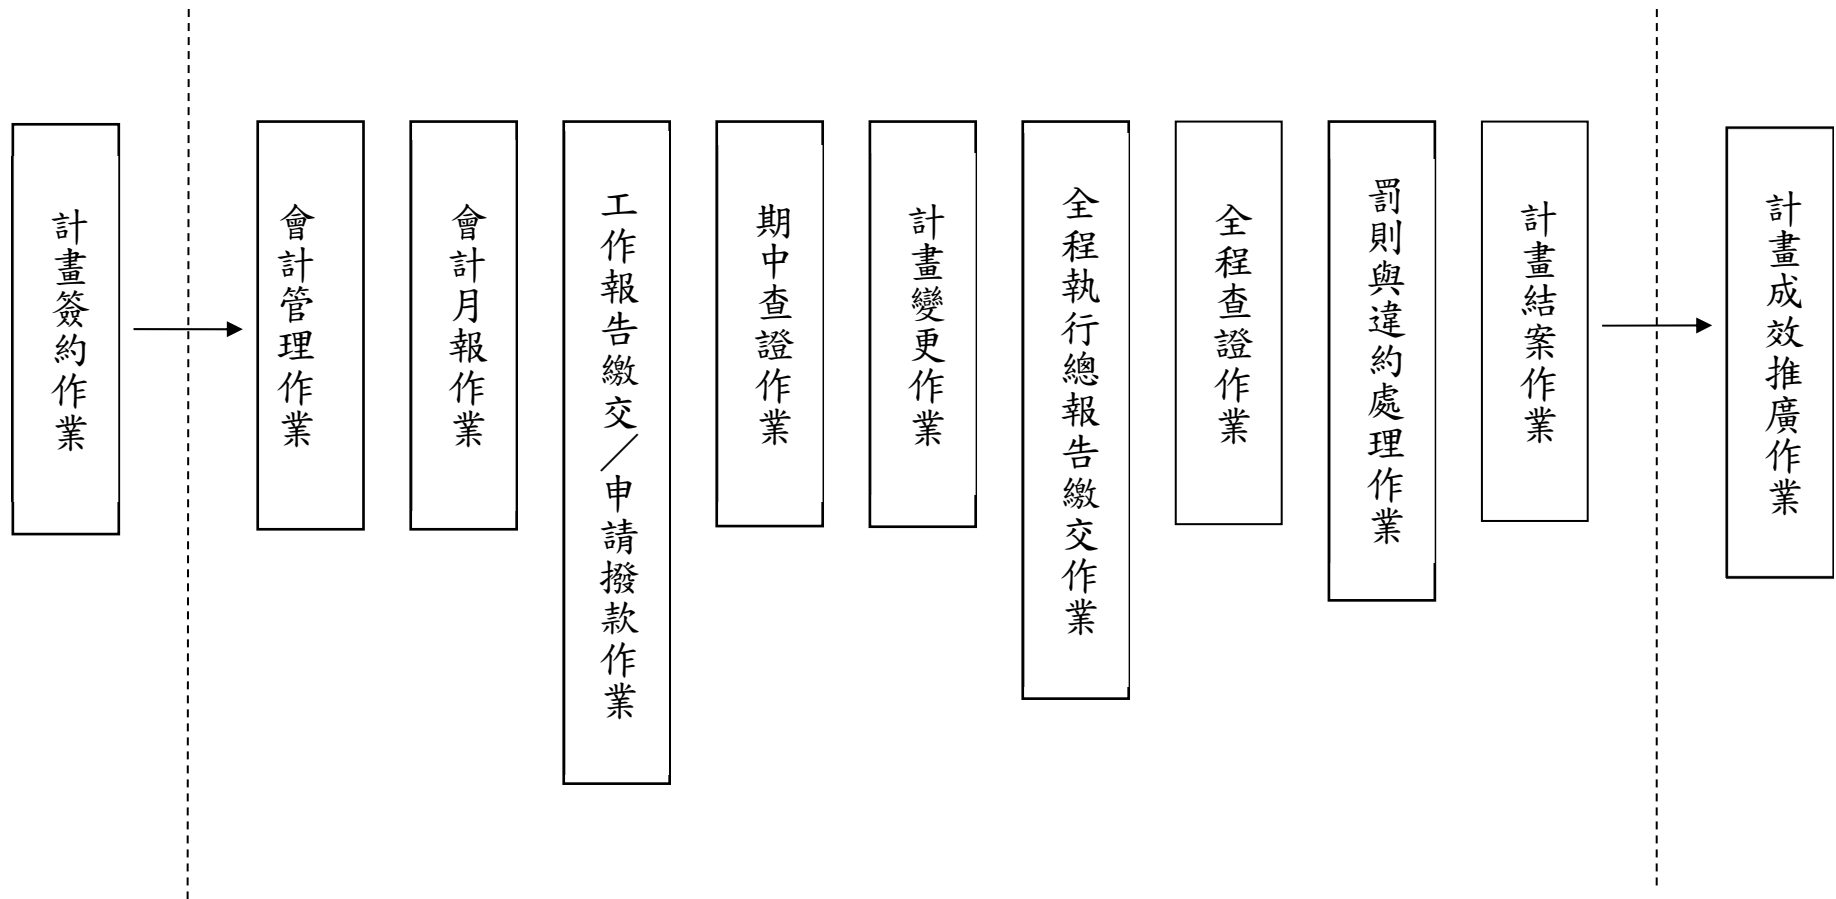 計畫簽約作業
會計管理作業
會計月報作業
工作報告繳交／申請撥款作業
期中查證作業
計畫變更作業
全程執行總報告繳交作業
全程查證作業
罰則與違約處理作業
計畫結案作業
計畫成效推廣作業